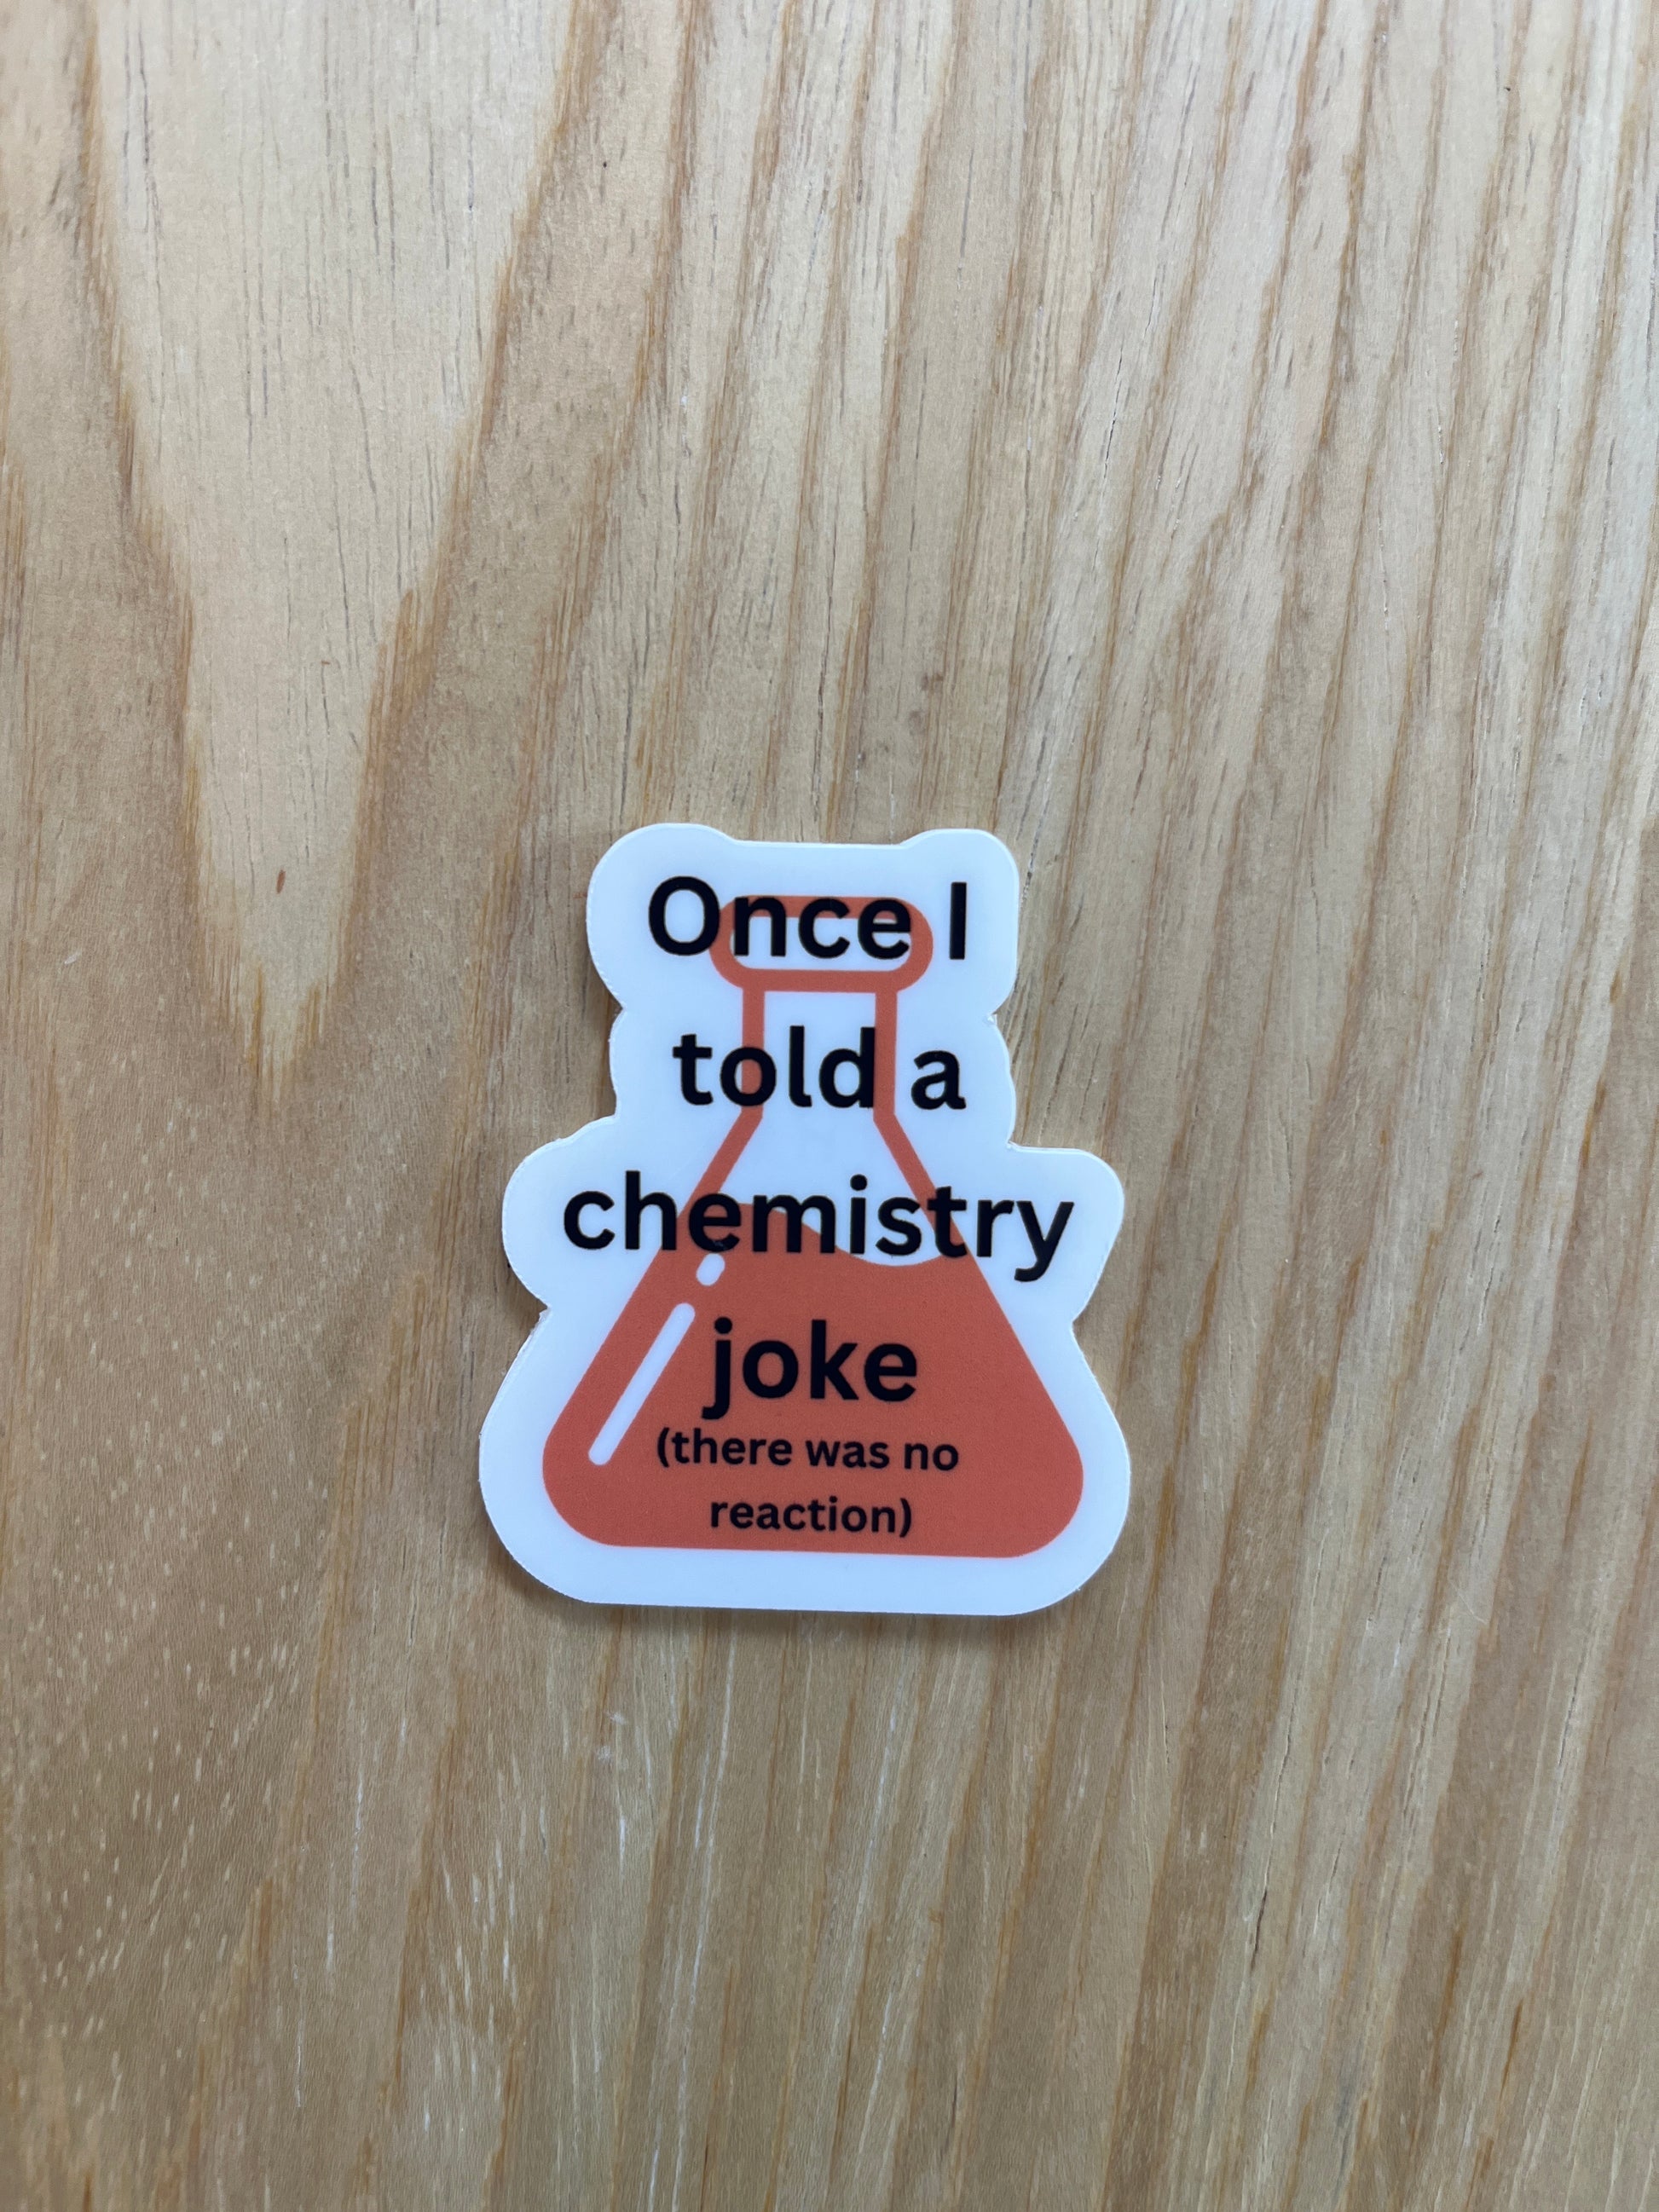 Once I
told a
chemistry
joke
(there was no
reaction)